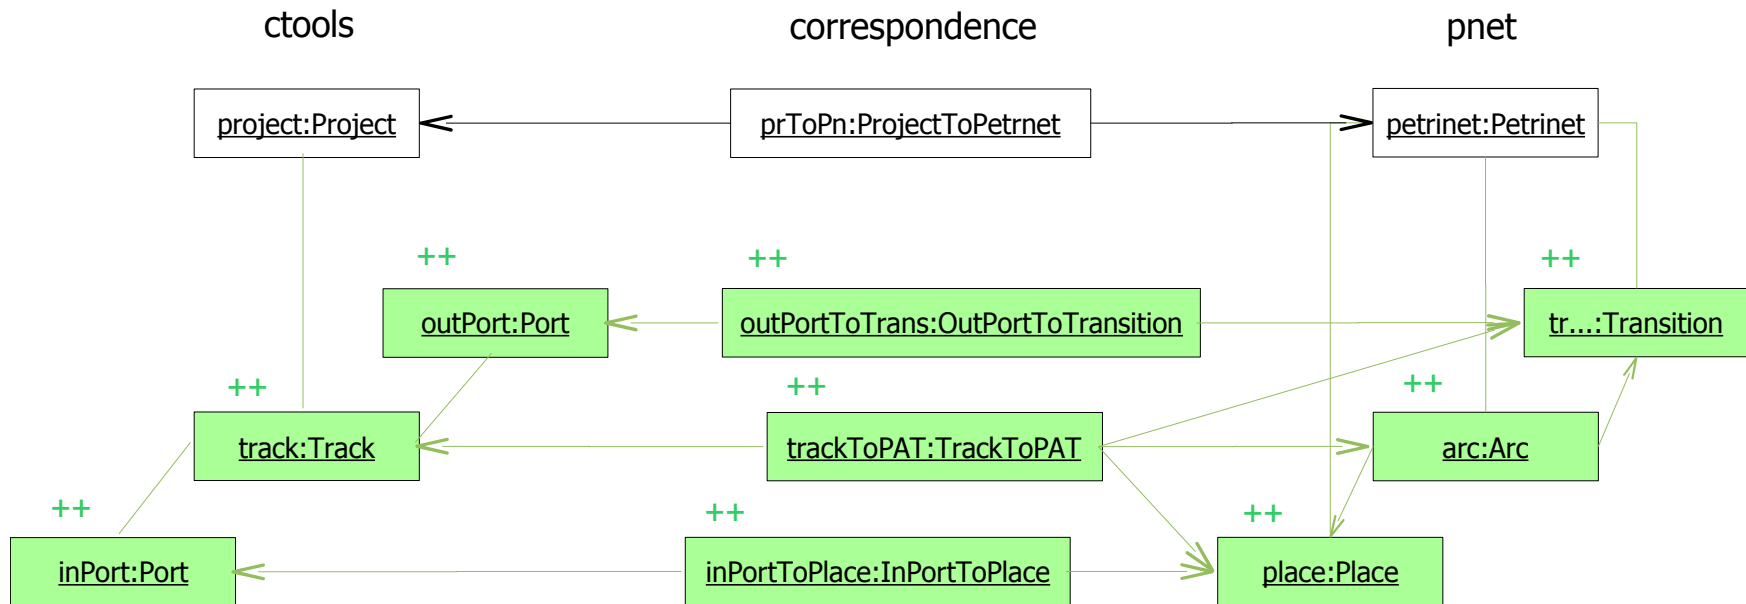 ctools
correspondence
pnet
project:Project
prToPn:ProjectToPetrnet
petrinet:Petrinet
++
++
++
outPort:Port
outPortToTrans:OutPortToTransition
tr...:Transition
++
++
++
track:Track
trackToPAT:TrackToPAT
arc:Arc
++
++
++
inPort:Port
inPortToPlace:InPortToPlace
place:Place